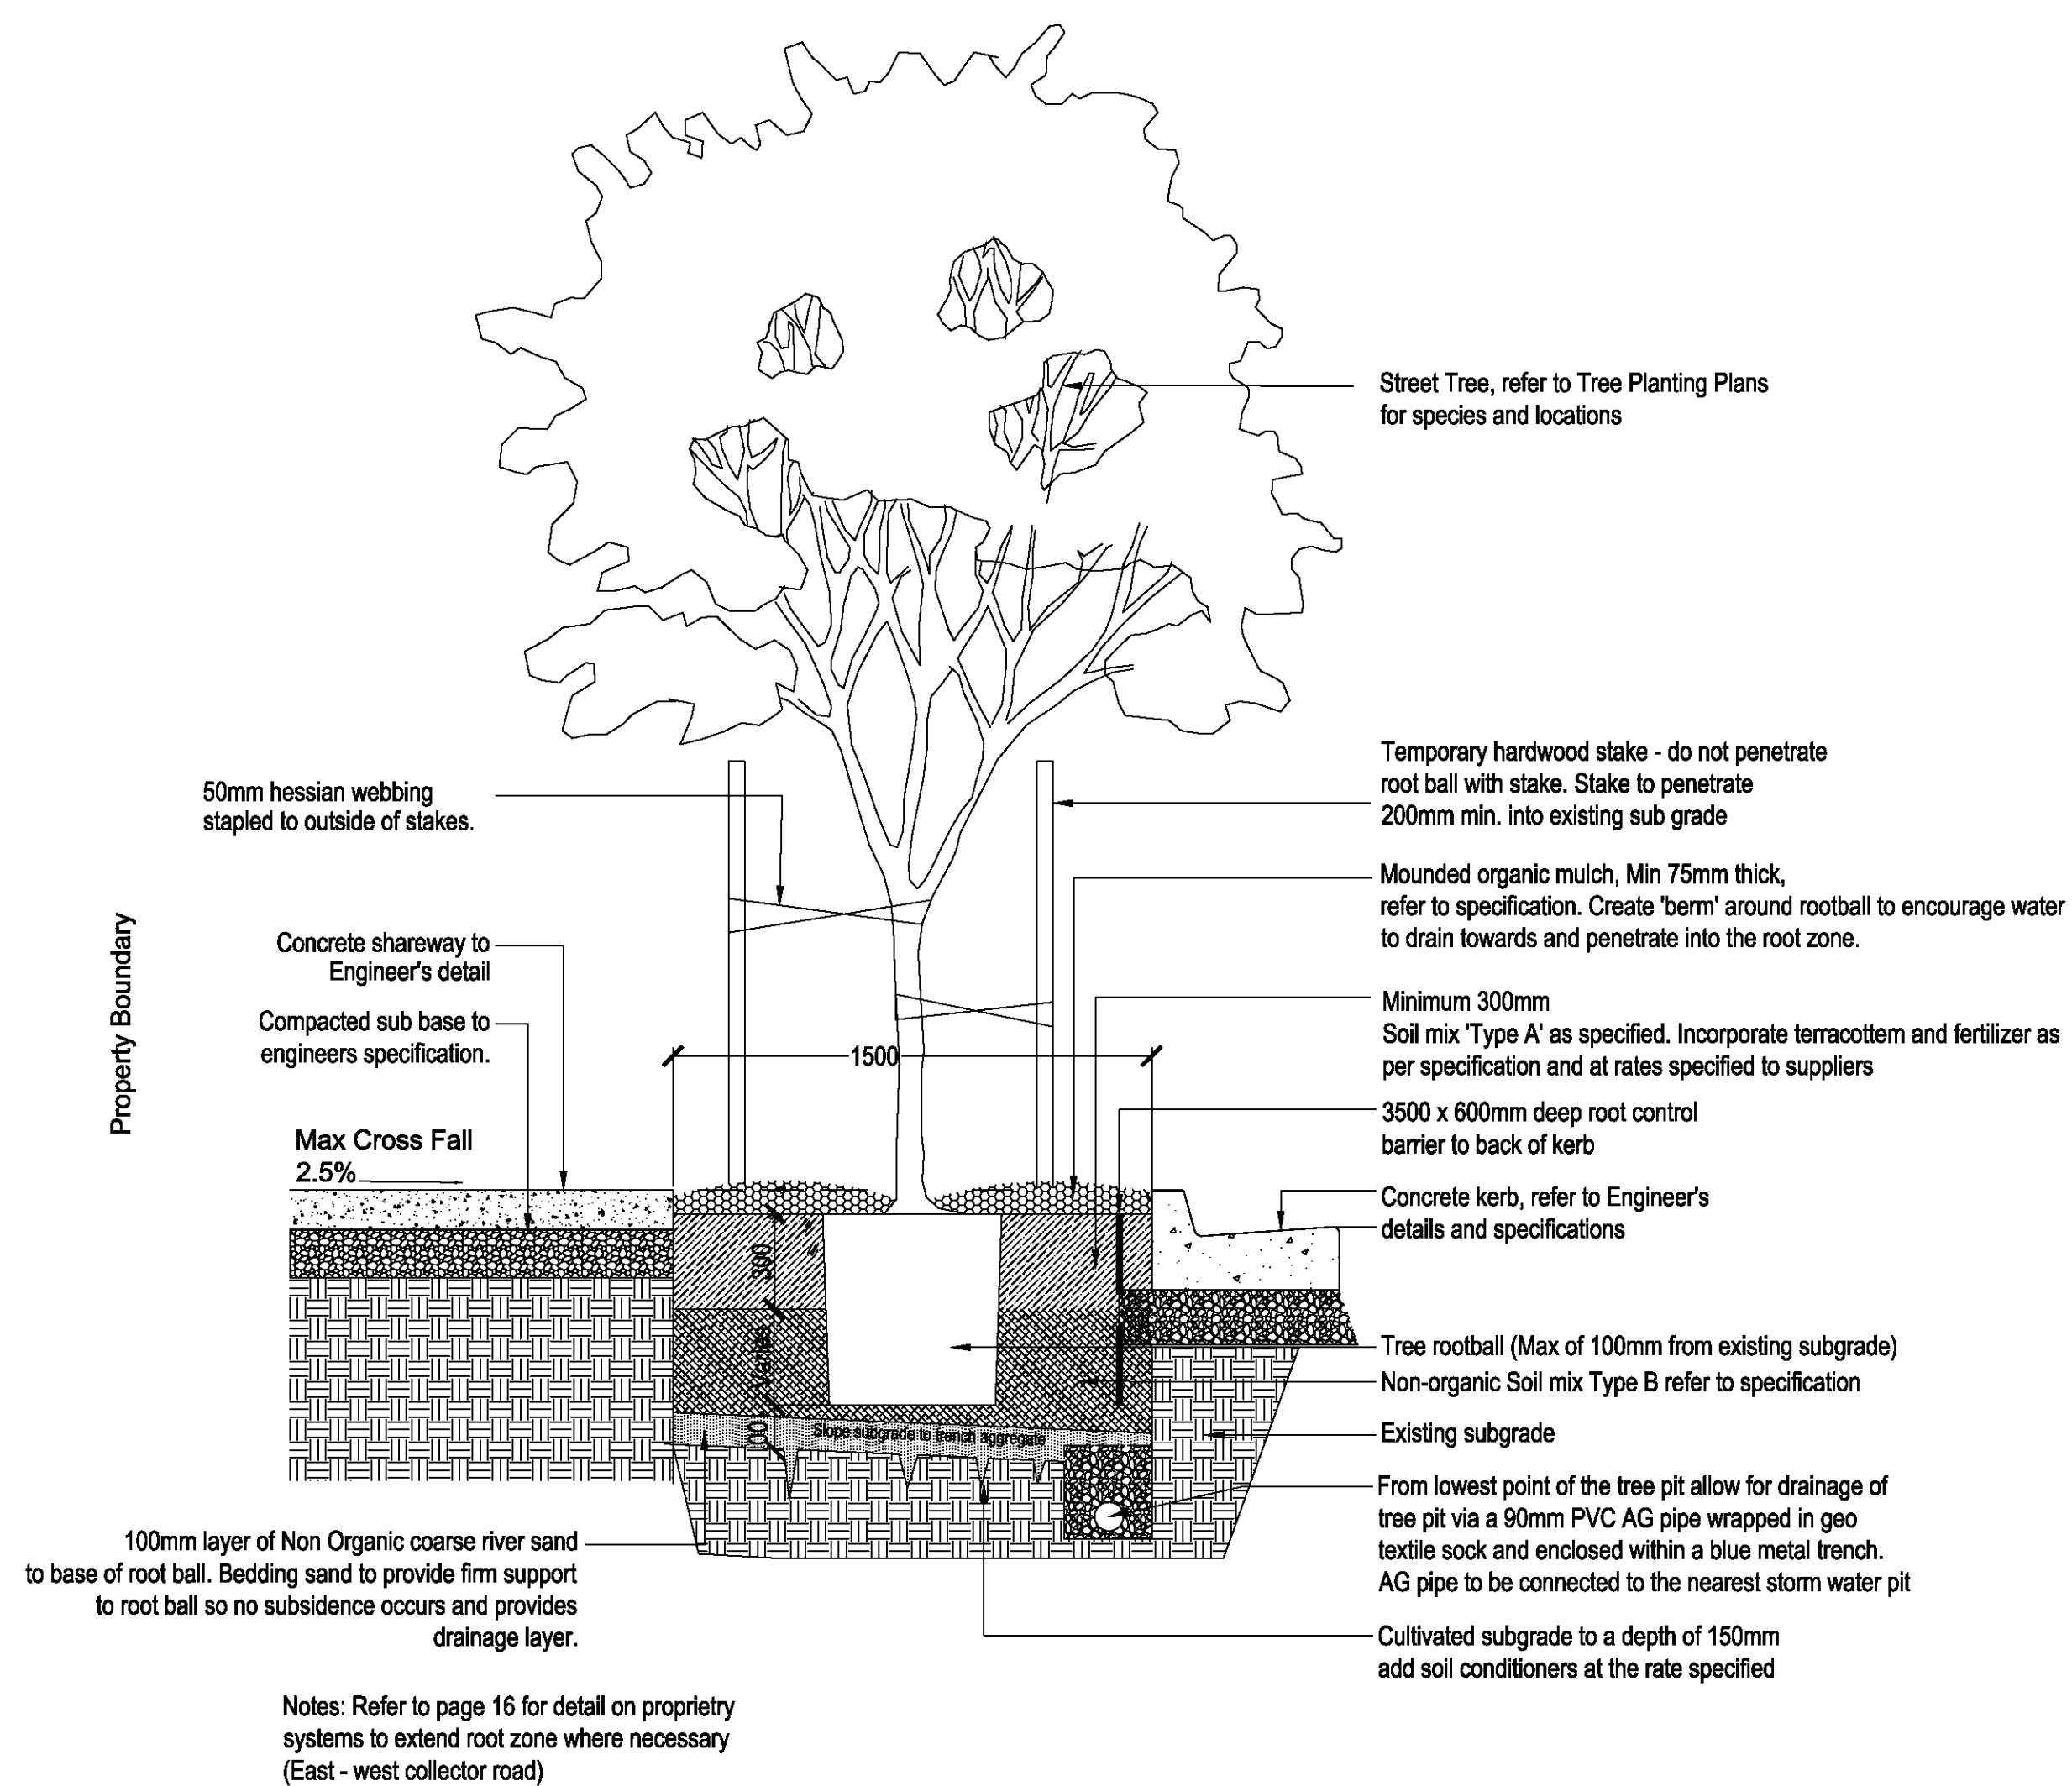 Street Tree, refer to Tree Planting Plans
for species and locations
50mm hessian webbing
stapled to outside of stakes.
Temporary hardwood stake - do not penetrate
root ball with stake. Stake to penetrate
200mm min. into existing sub grade
Mounded organic mulch, Min 75mm thick,
refer to specification. Create 'berm' around rootball to encourage water
to drain towards and penetrate into the root zone.
Property Boundary
Concrete shareway to
Engineer's detail
Compacted sub base to
engineers specification.
Minimum 300mm
Soil mix 'Type A' as specified. Incorporate terracottem and fertilizer as
per specification and at rates specified to suppliers
1500
3500 x 600mm deep root control
barrier to back of kerb
Max Cross Fall
2.5%
Concrete kerb, refer to Engineer's
details and specifications
300
Varies
Tree rootball (Max of 100mm from existing subgrade)
Non-organic Soil mix Type B refer to specification
Slope subgrade to trench aggregate
Existing subgrade
From lowest point of the tree pit allow for drainage of
tree pit via a 90mm PVC AG pipe wrapped in geo
textile sock and enclosed within a blue metal trench.
AG pipe to be connected to the nearest storm water pit
100mm layer of Non Organic coarse river sand
to base of root ball. Bedding sand to provide firm support
to root ball so no subsidence occurs and provides
drainage layer.
Cultivated subgrade to a depth of 150mm
add soil conditioners at the rate specified
Notes: Refer to page 16 for detail on proprietry
systems to extend root zone where necessary
(East - west collector road)